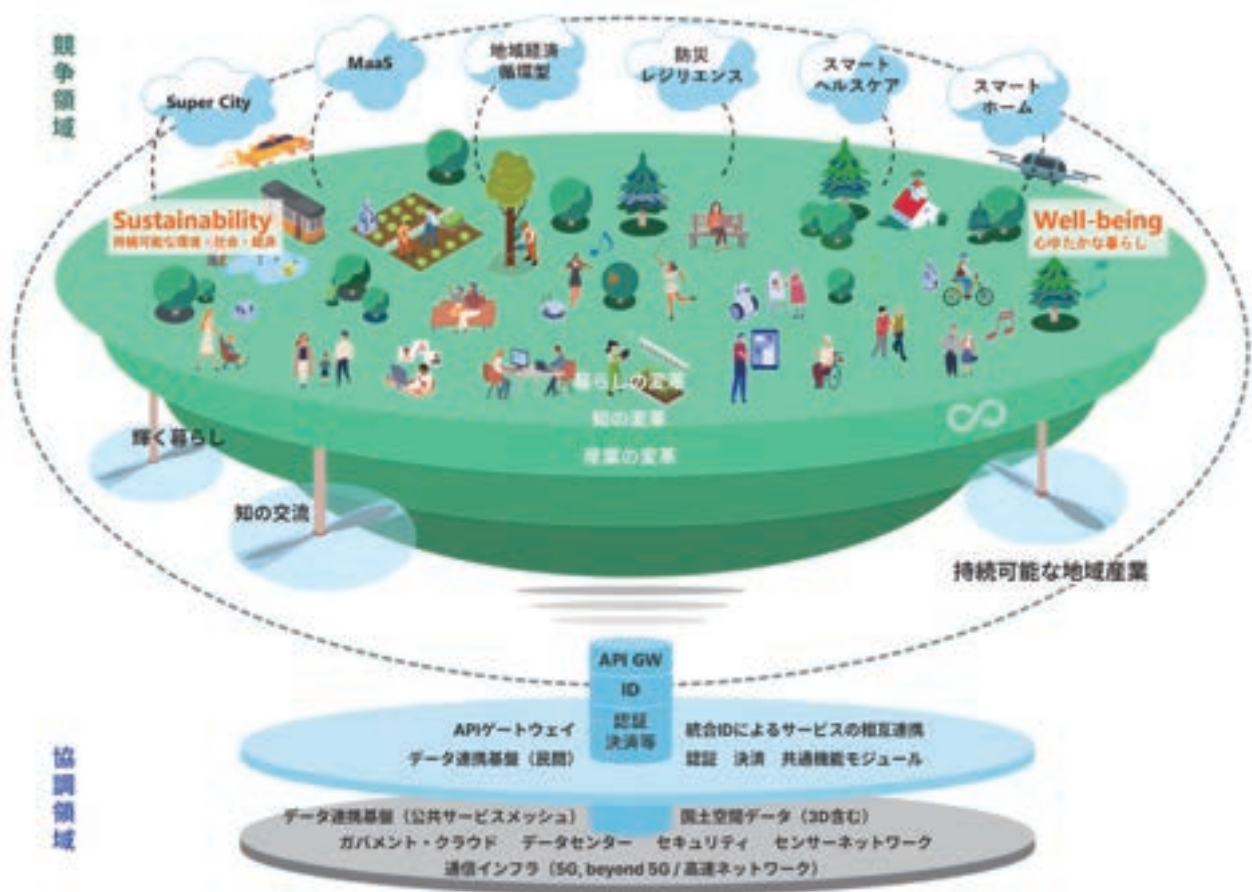 競争領域
Super City
MaaS
地域経済
循環型
防災
レジリエンス
スマート
ヘルスケア
スマート
ホーム
Sustainability
持続可能な環境・社会・経済
Well-being
心ゆたかな暮らし
暮らしの変革
知の変革
産業の変革
輝く暮らし
知の交流
持続可能な地域産業
協調領域
API GW
ID
認証
決済等
APIゲートウェイ
統合IDによるサービスの相互連携
データ連携基盤（民間）
認証 決済 共通機能モジュール
データ連携基盤（公共サービスメッシュ）
国土空間データ（3D含む）
ガバメント・クラウド データセンター セキュリティ センサーネットワーク
通信インフラ（5G, beyond 5G / 高速ネットワーク）